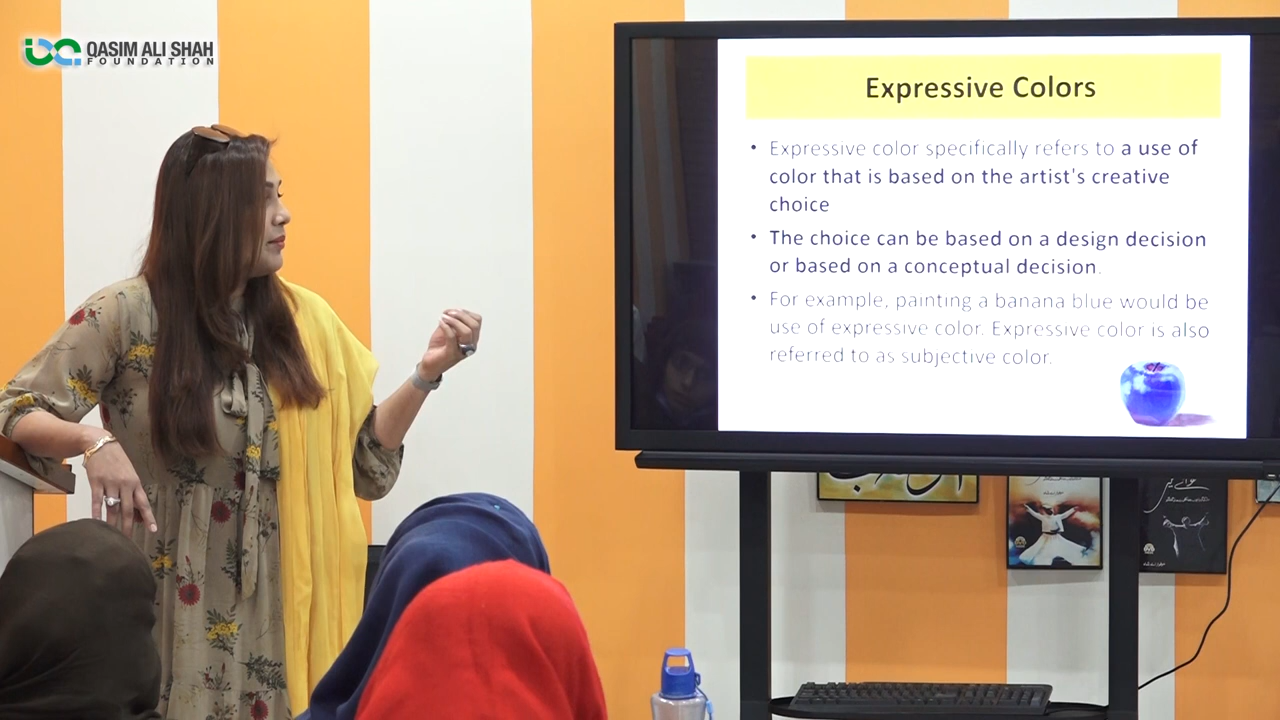 QASIM ALI SHAH
FOUNDATION
Expressive Colors
• Expressive color specifically refers to a use of
color that is based on the artist's creative
choice
• The choice can be based on a design decision
or based on a conceptual decision.
• For example, painting a banana blue would be
use of expressive color. Expressive color is also
referred to as subjective color.